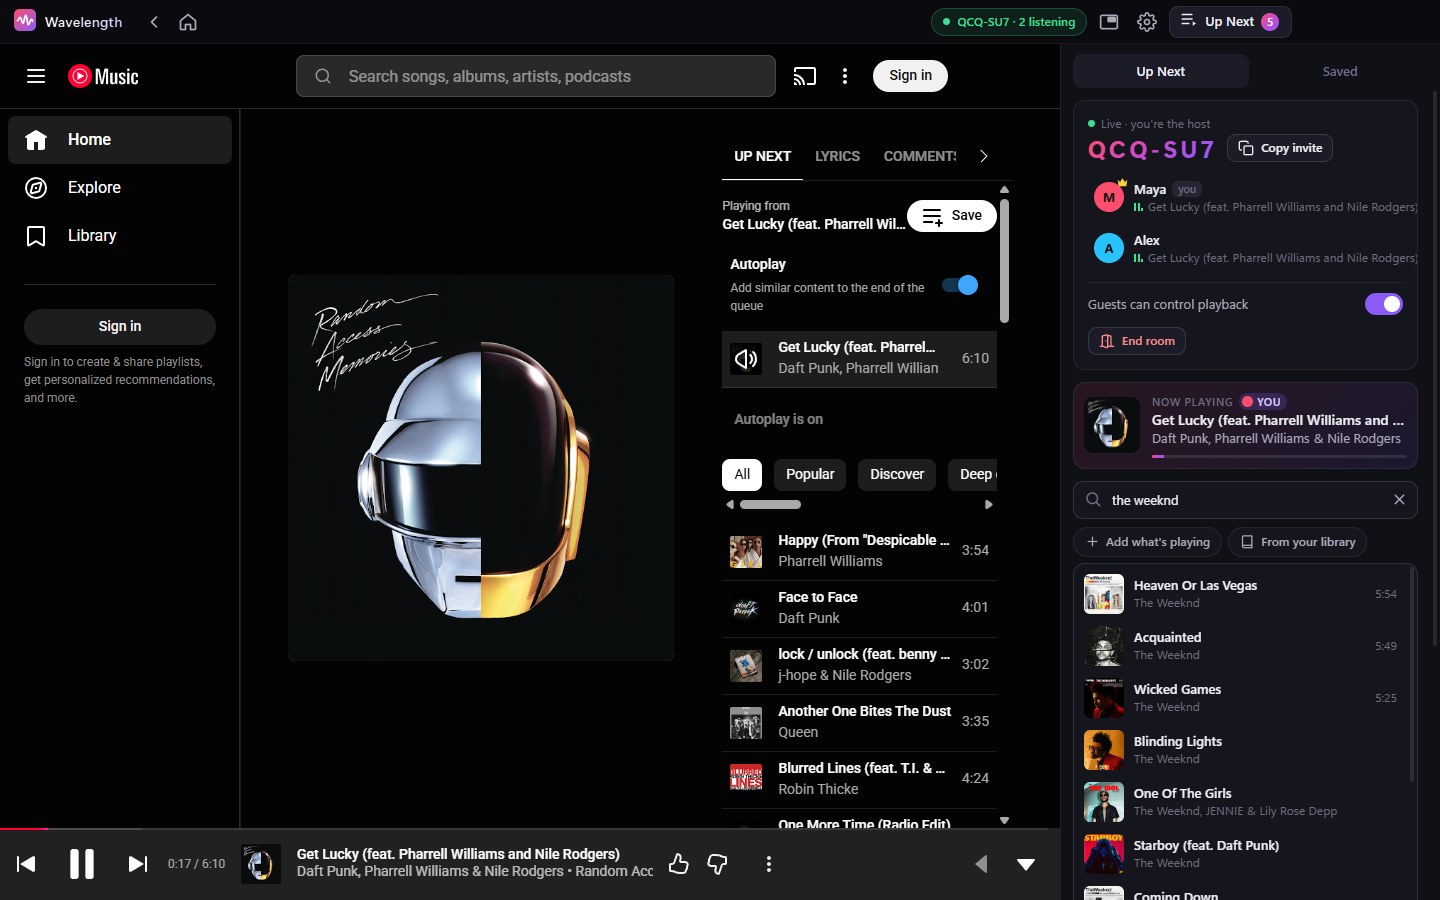 Wavelength
QCQ-SU7 · 2 listening
Up Next 5
Music
Search songs, albums, artists, podcasts
Sign in
Home
Explore
Library
Sign in
Sign in to create & share playlists,
get personalized recommendations,
and more.
Random
Access
Memories
UP NEXT
LYRICS
COMMENTS
Playing from
Get Lucky (feat. Pharrell Wil...
Save
Autoplay
Add similar content to the end of the
queue
Get Lucky (feat. Pharrel...
Daft Punk, Pharrell Willian
6:10
Autoplay is on
All
Popular
Discover
Deep
Happy (From "Despicable ...
Pharrell Williams
3:54
Face to Face
Daft Punk
4:01
lock / unlock (feat. benny ...
j-hope & Nile Rodgers
3:02
Another One Bites The Dust
Queen
3:35
Blurred Lines (feat. T.I. & ...
Robin Thicke
4:24
One More Time (Radio Edit)
0:17 / 6:10
Get Lucky (feat. Pharrell Williams and Nile Rodgers)
Daft Punk, Pharrell Williams & Nile Rodgers • Random Acc
Up Next
Saved
Live · you're the host
QCQ-SU7
Copy invite
M
Maya you
Get Lucky (feat. Pharrell Williams and Nile Rodgers)
A
Alex
Get Lucky (feat. Pharrell Williams and Nile Rodgers)
Guests can control playback
End room
NOW PLAYING YOU
Get Lucky (feat. Pharrell Williams and ...
Daft Punk, Pharrell Williams & Nile Rodgers
the weeknd
Add what's playing
From your library
Heaven Or Las Vegas
The Weeknd
5:54
Acquainted
The Weeknd
5:49
Wicked Games
The Weeknd
5:25
Blinding Lights
The Weeknd
One Of The Girls
The Weeknd, JENNIE & Lily Rose Depp
Starboy (feat. Daft Punk)
The Weeknd
Coming Down